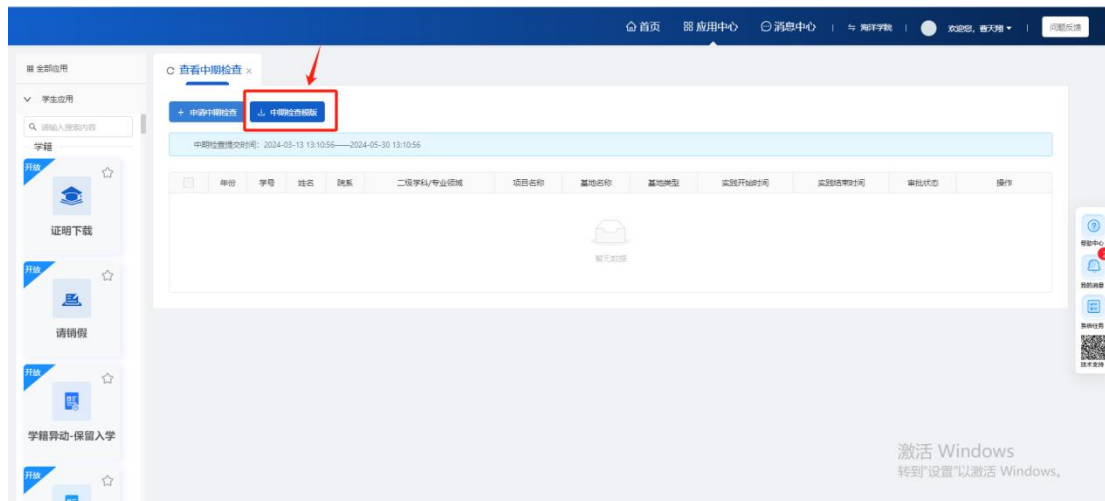 首页 应用中心 消息中心 | 海洋学院 | 欢迎您，曹天翔 | 问题反馈
全部应用
学生应用
请输入搜索内容
学籍
开放
证明下载
开放
请销假
开放
学籍异动-保留入学
开放
查看中期检查 ×
+ 申请中期检查 中期检查模版
中期检查提交时间：2024-03-13 13:10:56——2024-05-30 13:10:56
年份 学号 姓名 院系 二级学科/专业领域 项目名称 基地名称 基地类型 实践开始时间 实践结束时间 审批状态 操作
暂无数据
帮助中心
我的消息
系统任务
技术支持
激活 Windows
转到"设置"以激活 Windows。